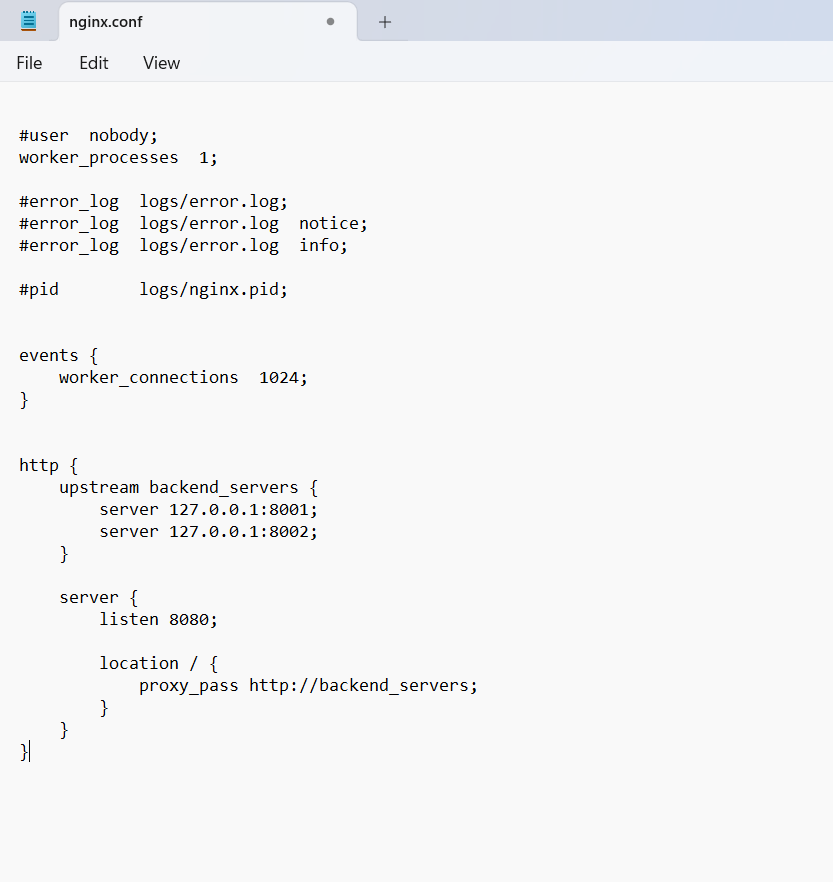 nginx.conf
File Edit View
#user  nobody;
worker_processes  1;
#error_log  logs/error.log;
#error_log  logs/error.log  notice;
#error_log  logs/error.log  info;
#pid        logs/nginx.pid;
events {
    worker_connections  1024;
}
http {
    upstream backend_servers {
        server 127.0.0.1:8001;
        server 127.0.0.1:8002;
    }
    server {
        listen 8080;
        location / {
            proxy_pass http://backend_servers;
        }
    }
}